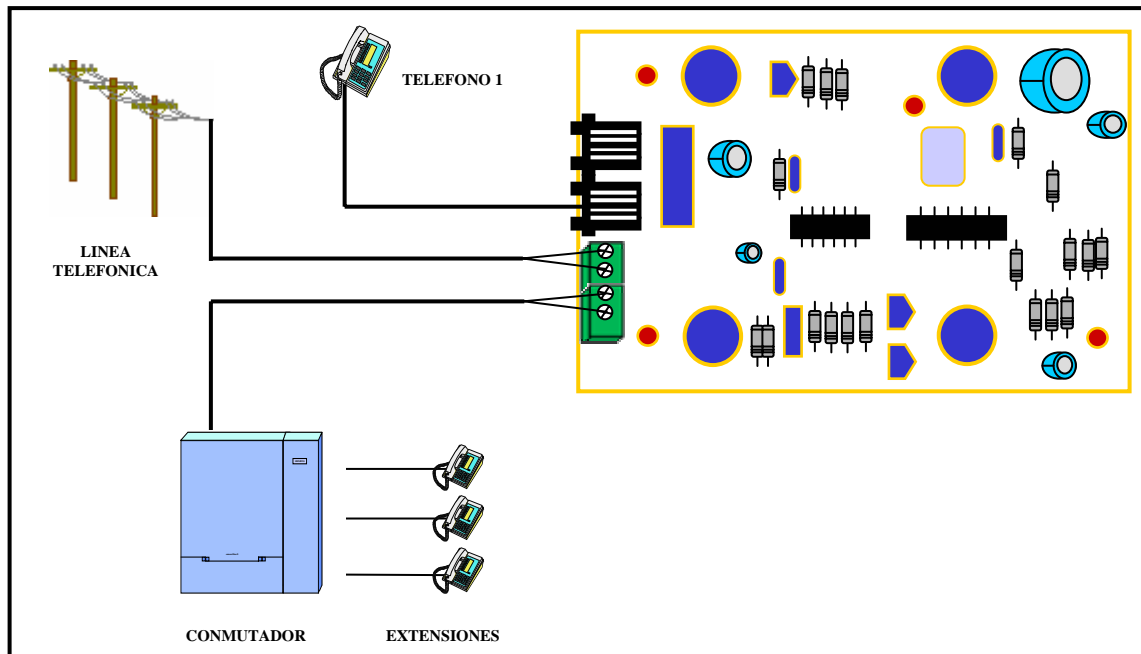 TELEFONO 1
LINEA
TELEFONICA
CONMUTADOR
EXTENSIONES